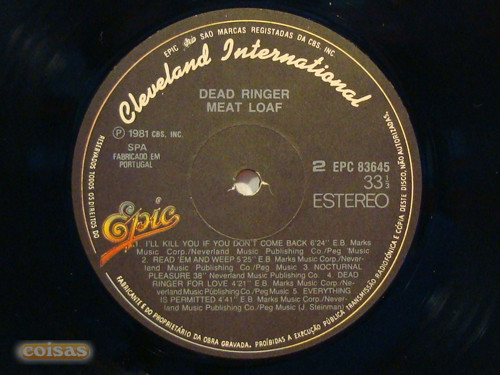 EPIC SÃO MARCAS REGISTADAS DA CBS, INC.
Cleveland International
DEAD RINGER
MEAT LOAF
Ⓟ 1981 CBS, INC.
SPA
FABRICADO EM
PORTUGAL
2 EPC 83645
33 1/3
ESTEREO
Epic
1. I'LL KILL YOU IF YOU DON'T COME BACK 6'24" E.B. Marks
Music Corp./Neverland Music Publishing Co./Peg Music
2. READ 'EM AND WEEP 5'25" E.B. Marks Music Corp./Never-
land Music Publishing Co./Peg Music 3. NOCTURNAL
PLEASURE 38" Neverland Music Publishing Co. 4. DEAD
RINGER FOR LOVE 4'21" E.B. Marks Music Corp./Ne-
verland Music Publishing Co./Peg Music 5. EVERYTHING
IS PERMITTED 4'41" E.B. Marks Music Corp./Never-
land Music Publishing Co./Peg Music (J. Steinman)
RESERVADOS TODOS OS DIREITOS DO
FABRICANTE E DO PROPRIETÁRIO DA OBRA GRAVADA. PROIBIDAS A EXECUÇÃO PÚBLICA, TRANSMISSÃO RADIOFÓNICA E CÓPIA DESTE DISCO, NÃO AUTORIZADAS.
coisas